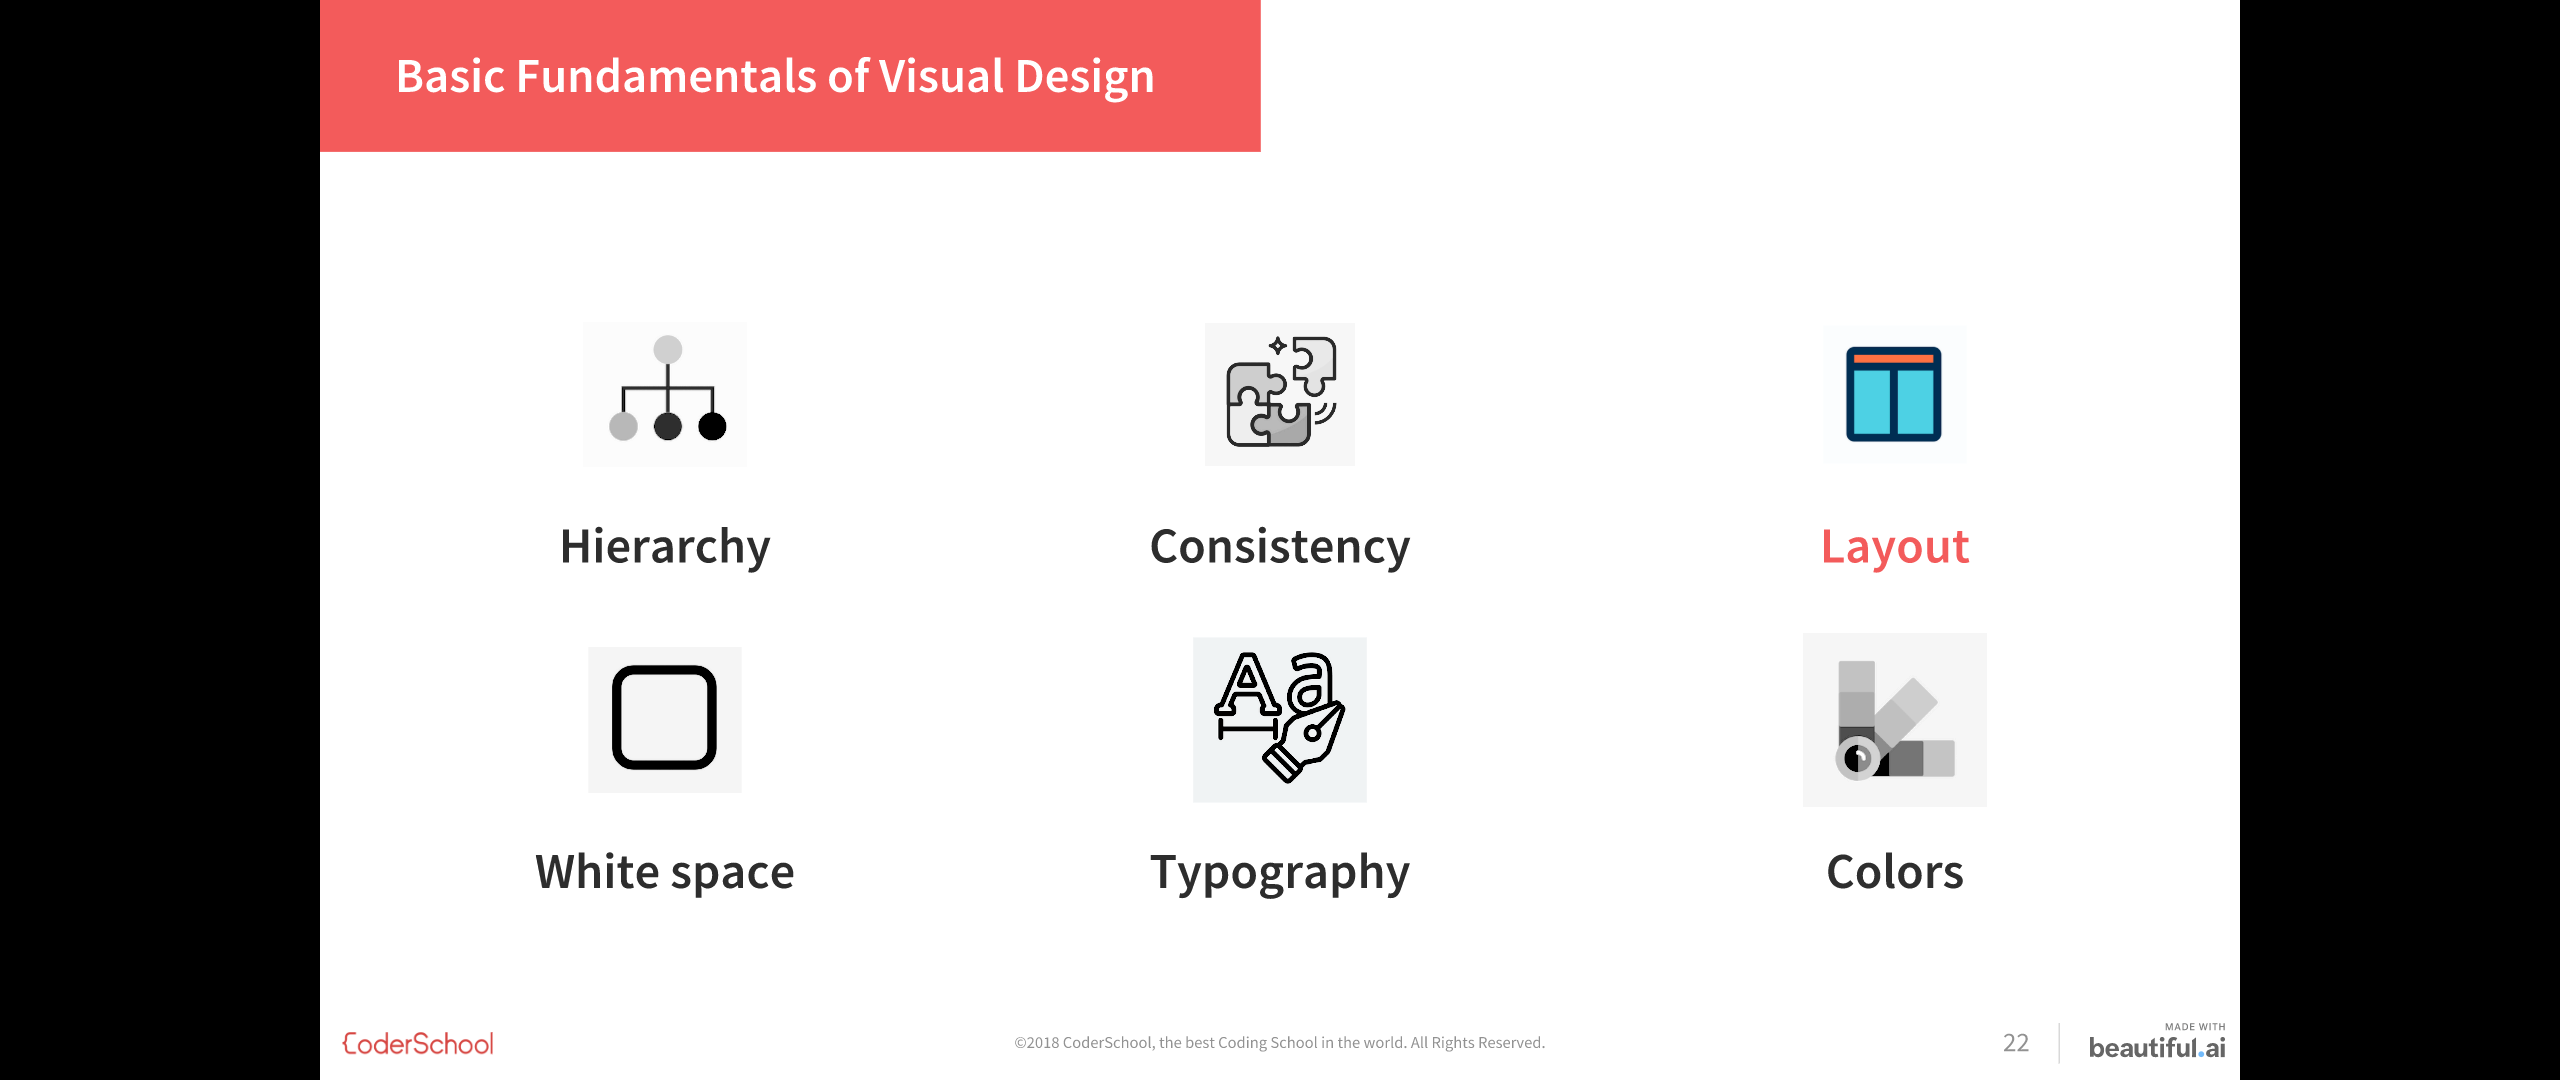 Basic Fundamentals of Visual Design
Hierarchy
Consistency
Layout
Aa
White space
Typography
Colors
CoderSchool
©2018 CoderSchool, the best Coding School in the world. All Rights Reserved.
22
MADE WITH
beautiful.ai